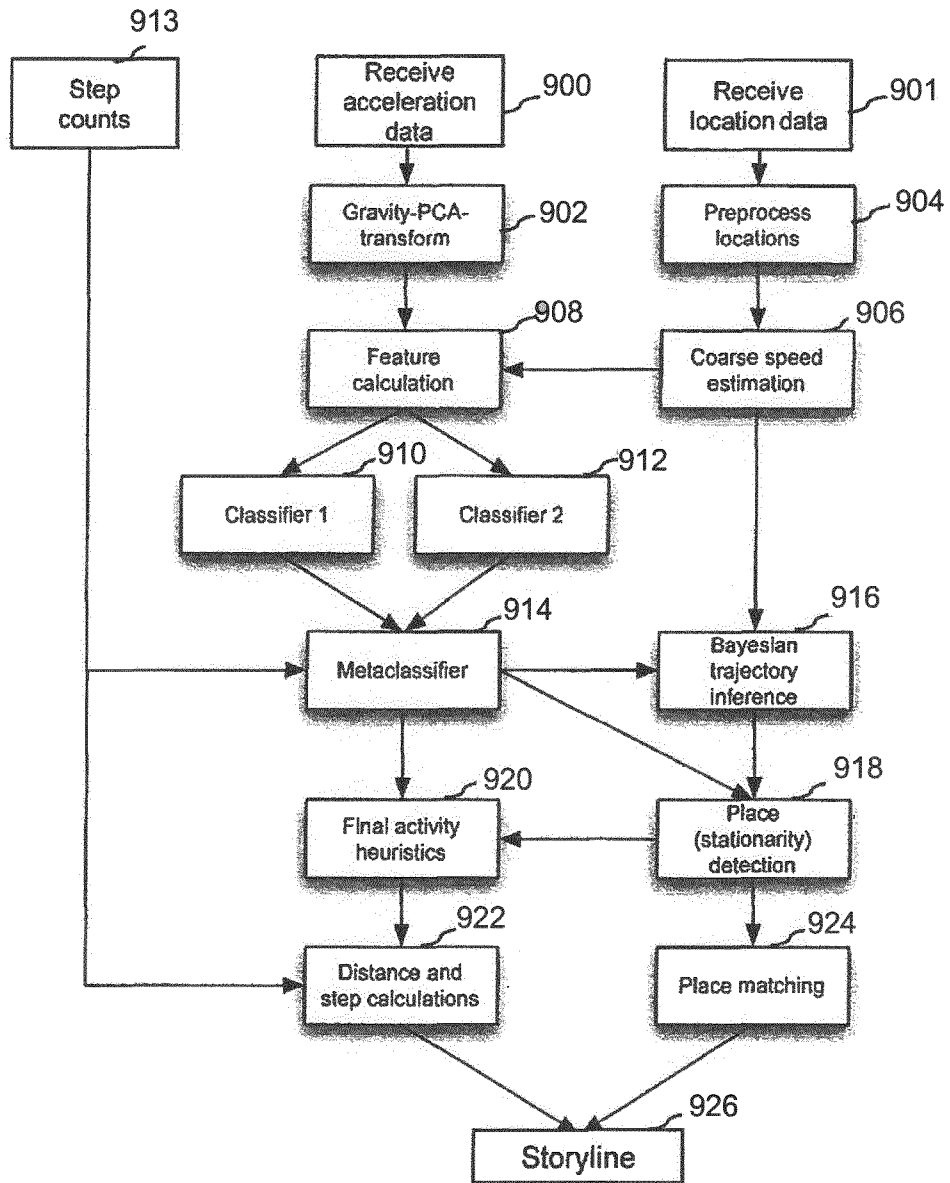 913
Step
counts
Receive
acceleration
data
900
Receive
location data
901
Gravity-PCA-
transform
902
Preprocess
locations
904
908
Feature
calculation
906
Coarse speed
estimation
910
Classifier 1
912
Classifier 2
914
Metaclassifier
916
Bayesian
trajectory
inference
920
Final activity
heuristics
918
Place
(stationarity)
detection
922
Distance and
step calculations
924
Place matching
926
Storyline